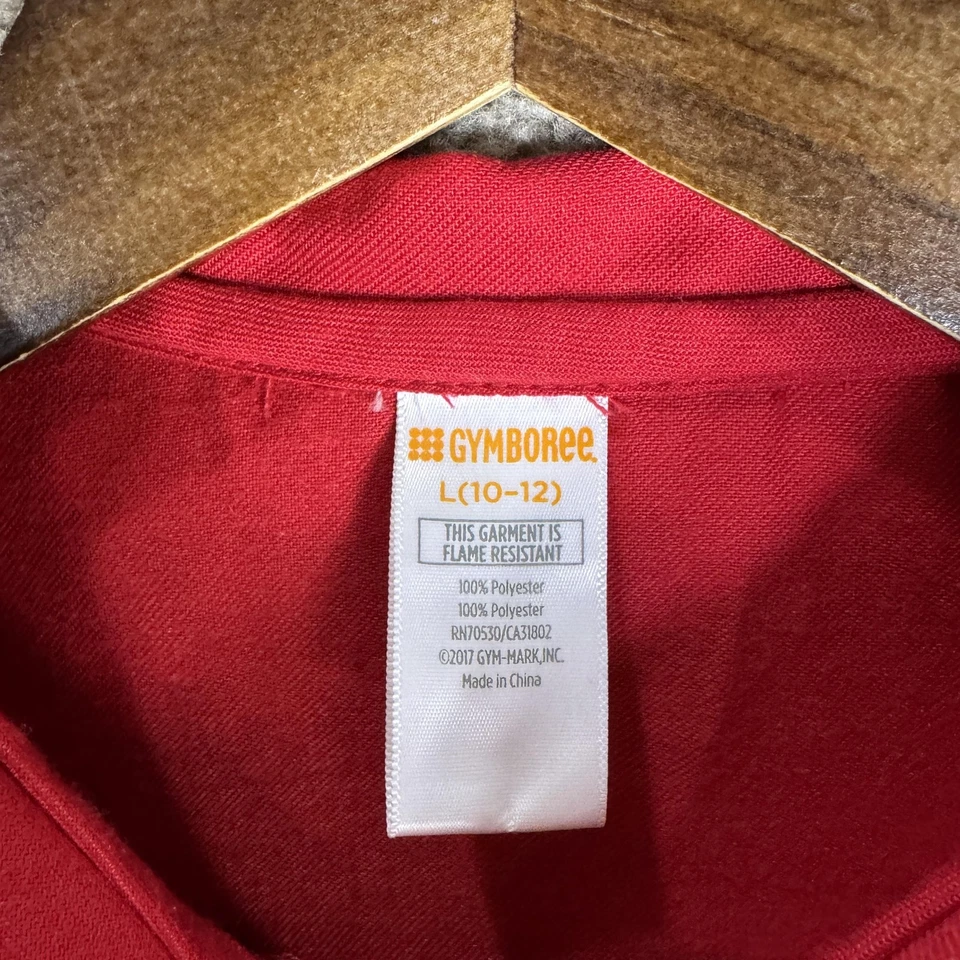 GYMBOREE
L(10-12)
THIS GARMENT IS
FLAME RESISTANT
100% Polyester
100% Polyester
RN70530/CA31802
©2017 GYM-MARK,INC.
Made in China